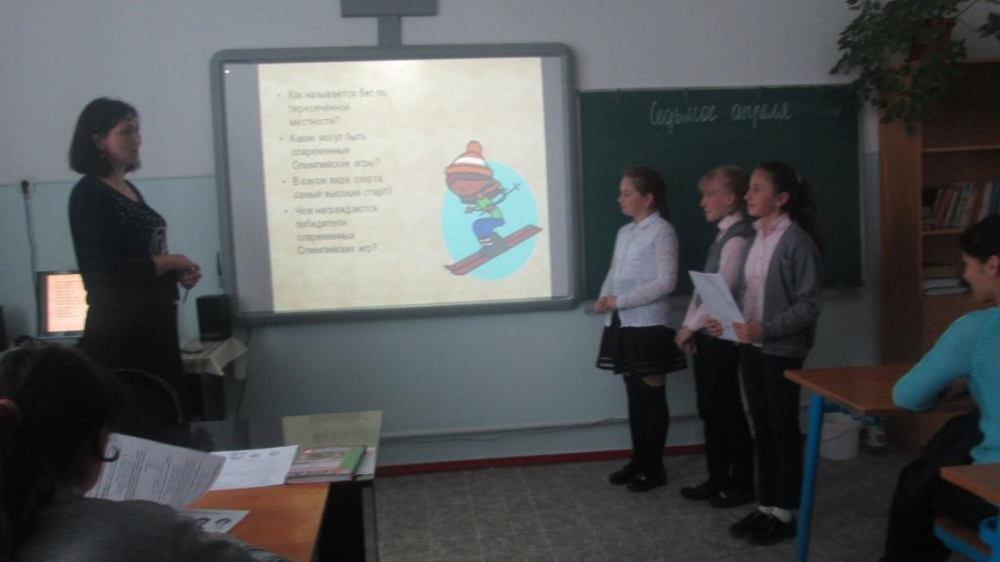 • Как называется бег по
пересечённой
местности?
• Какие могут быть
современные
Олимпийские игры?
• В каком виде спорта
самый высокий старт?
• Чем награждаются
победители
современных
Олимпийских игр?
Седьмое апреля